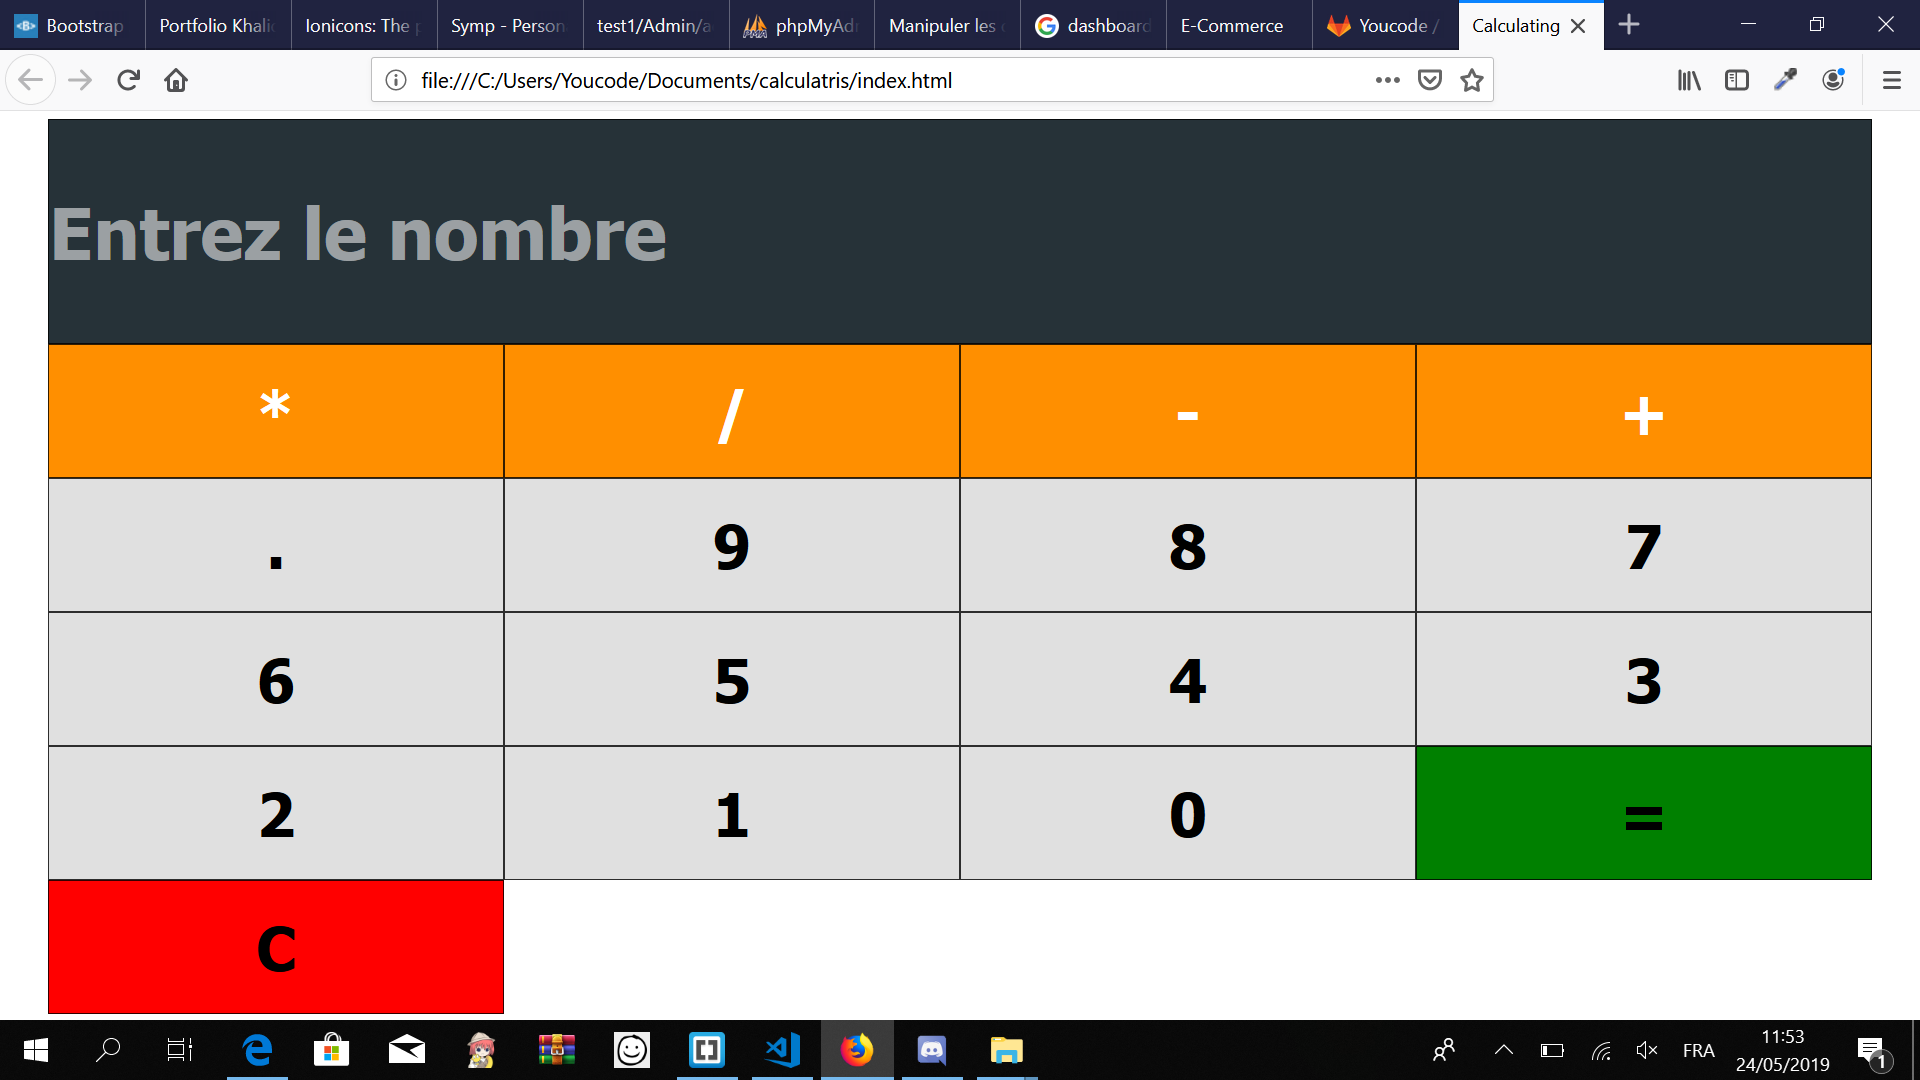 Bootstrap
Portfolio Khali
Ionicons: The p
Symp - Person
test1/Admin/a
phpMyAdr
Manipuler les
dashboard
E-Commerce
Youcode /
Calculating
file:///C:/Users/Youcode/Documents/calculatris/index.html
Entrez le nombre
* / - +
. 9 8 7
6 5 4 3
2 1 0 =
C
FRA
11:53
24/05/2019
1